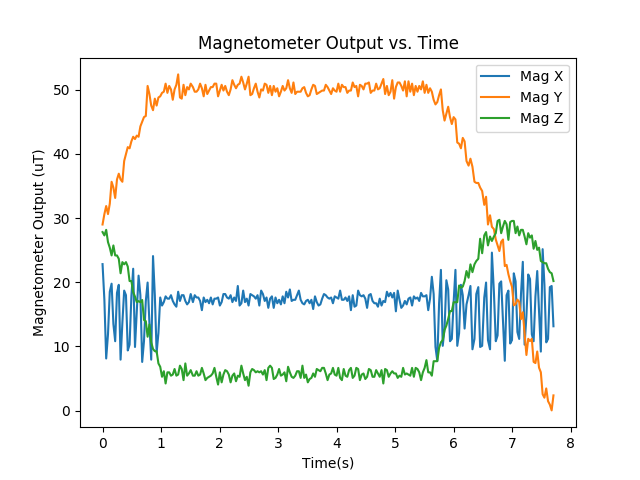 Magnetometer Output vs. Time
Mag X
Mag Y
Mag Z
Magnetometer Output (uT)
50
40
30
20
10
0
0 1 2 3 4 5 6 7 8
Time(s)